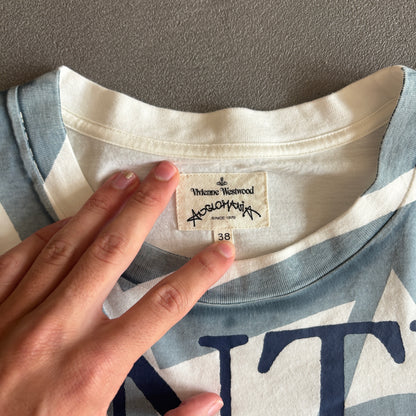 Vivienne Westwood
ANGLOMANIA
SINCE 1970
38
NT